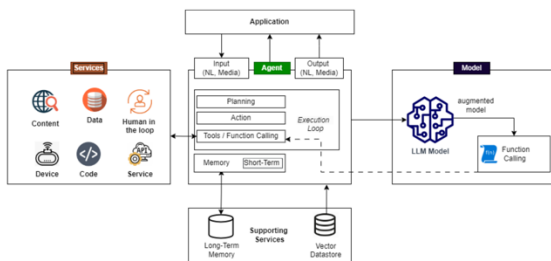 Application
Services
Input
(NL, Media)
Agent
Output
(NL, Media)
Model
Content
Data
Human in
the loop
Device
Code
API
Service
Planning
Action
Tools / Function Calling
Execution
Loop
Memory
Short-Term
augmented
model
LLM Model
f(x)
Function
Calling
Long-Term
Memory
Supporting
Services
Vector
Datastore